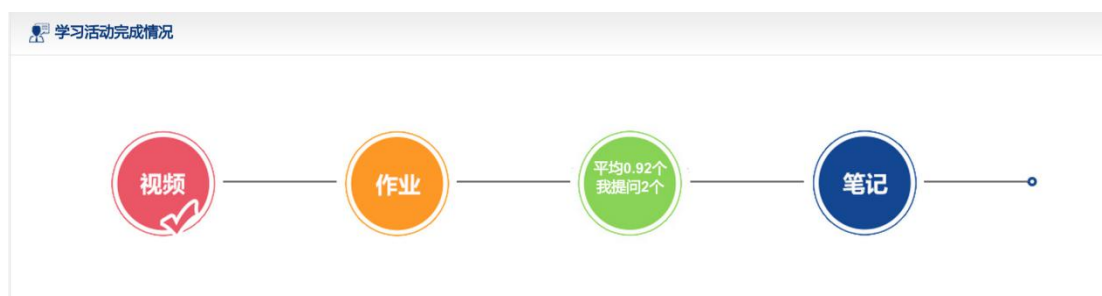 学习活动完成情况
视频
作业
平均0.92个
我提问2个
笔记